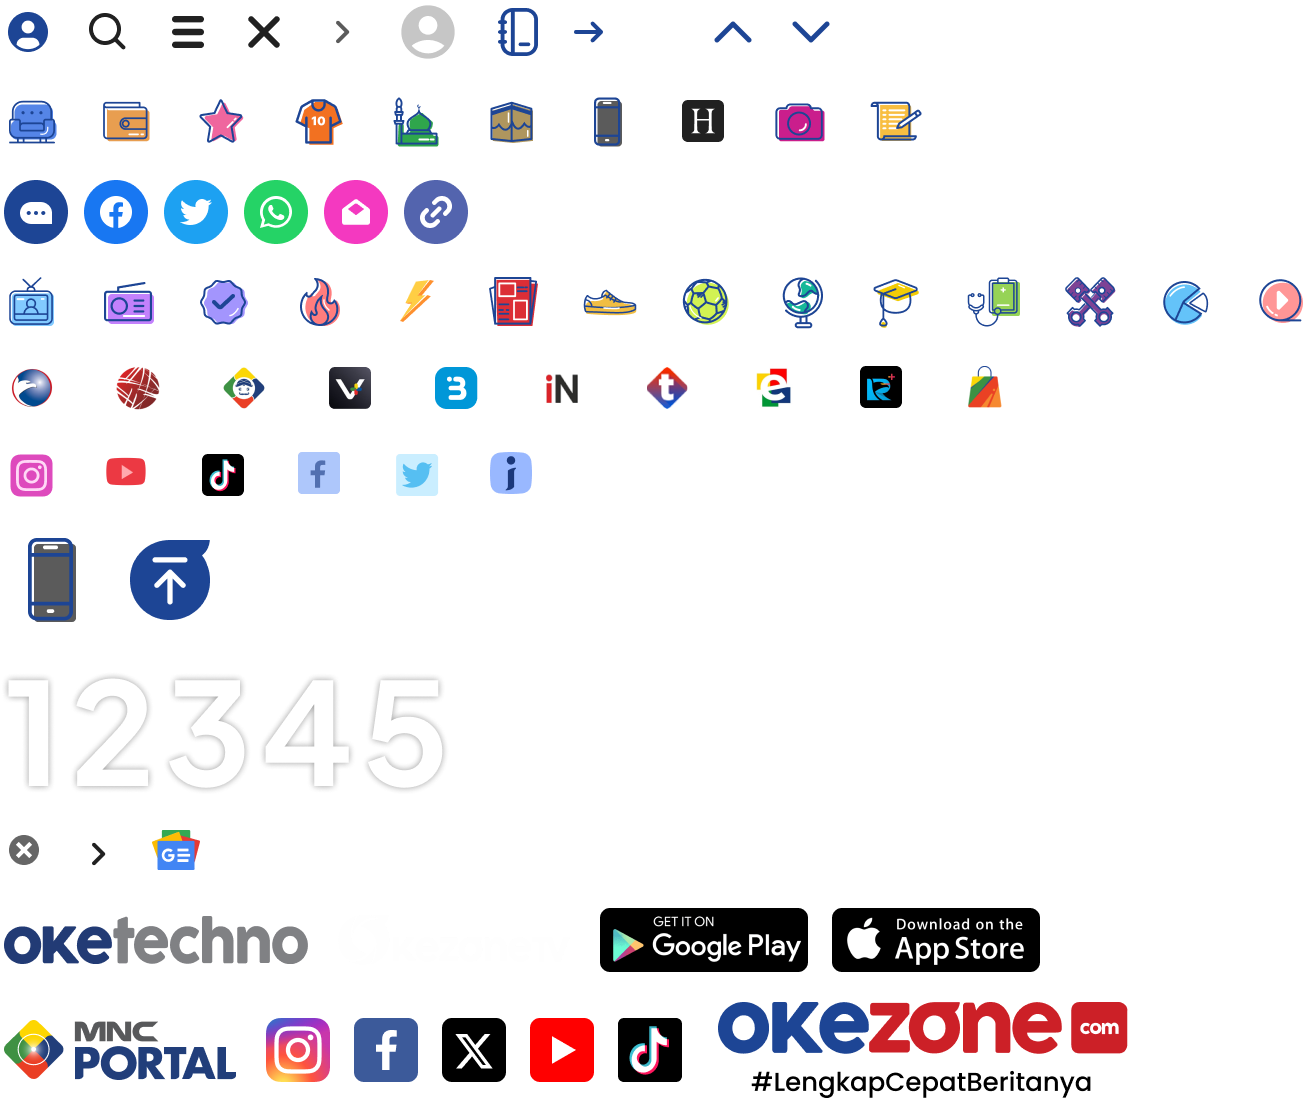 10
H
iN
t
e
R+
f
j
12345
GE
OKEtechno
GET IT ON
Google Play
Download on the
App Store
MNC
PORTAL
f
X
OKEZONE com
#LengkapCepatBeritanya